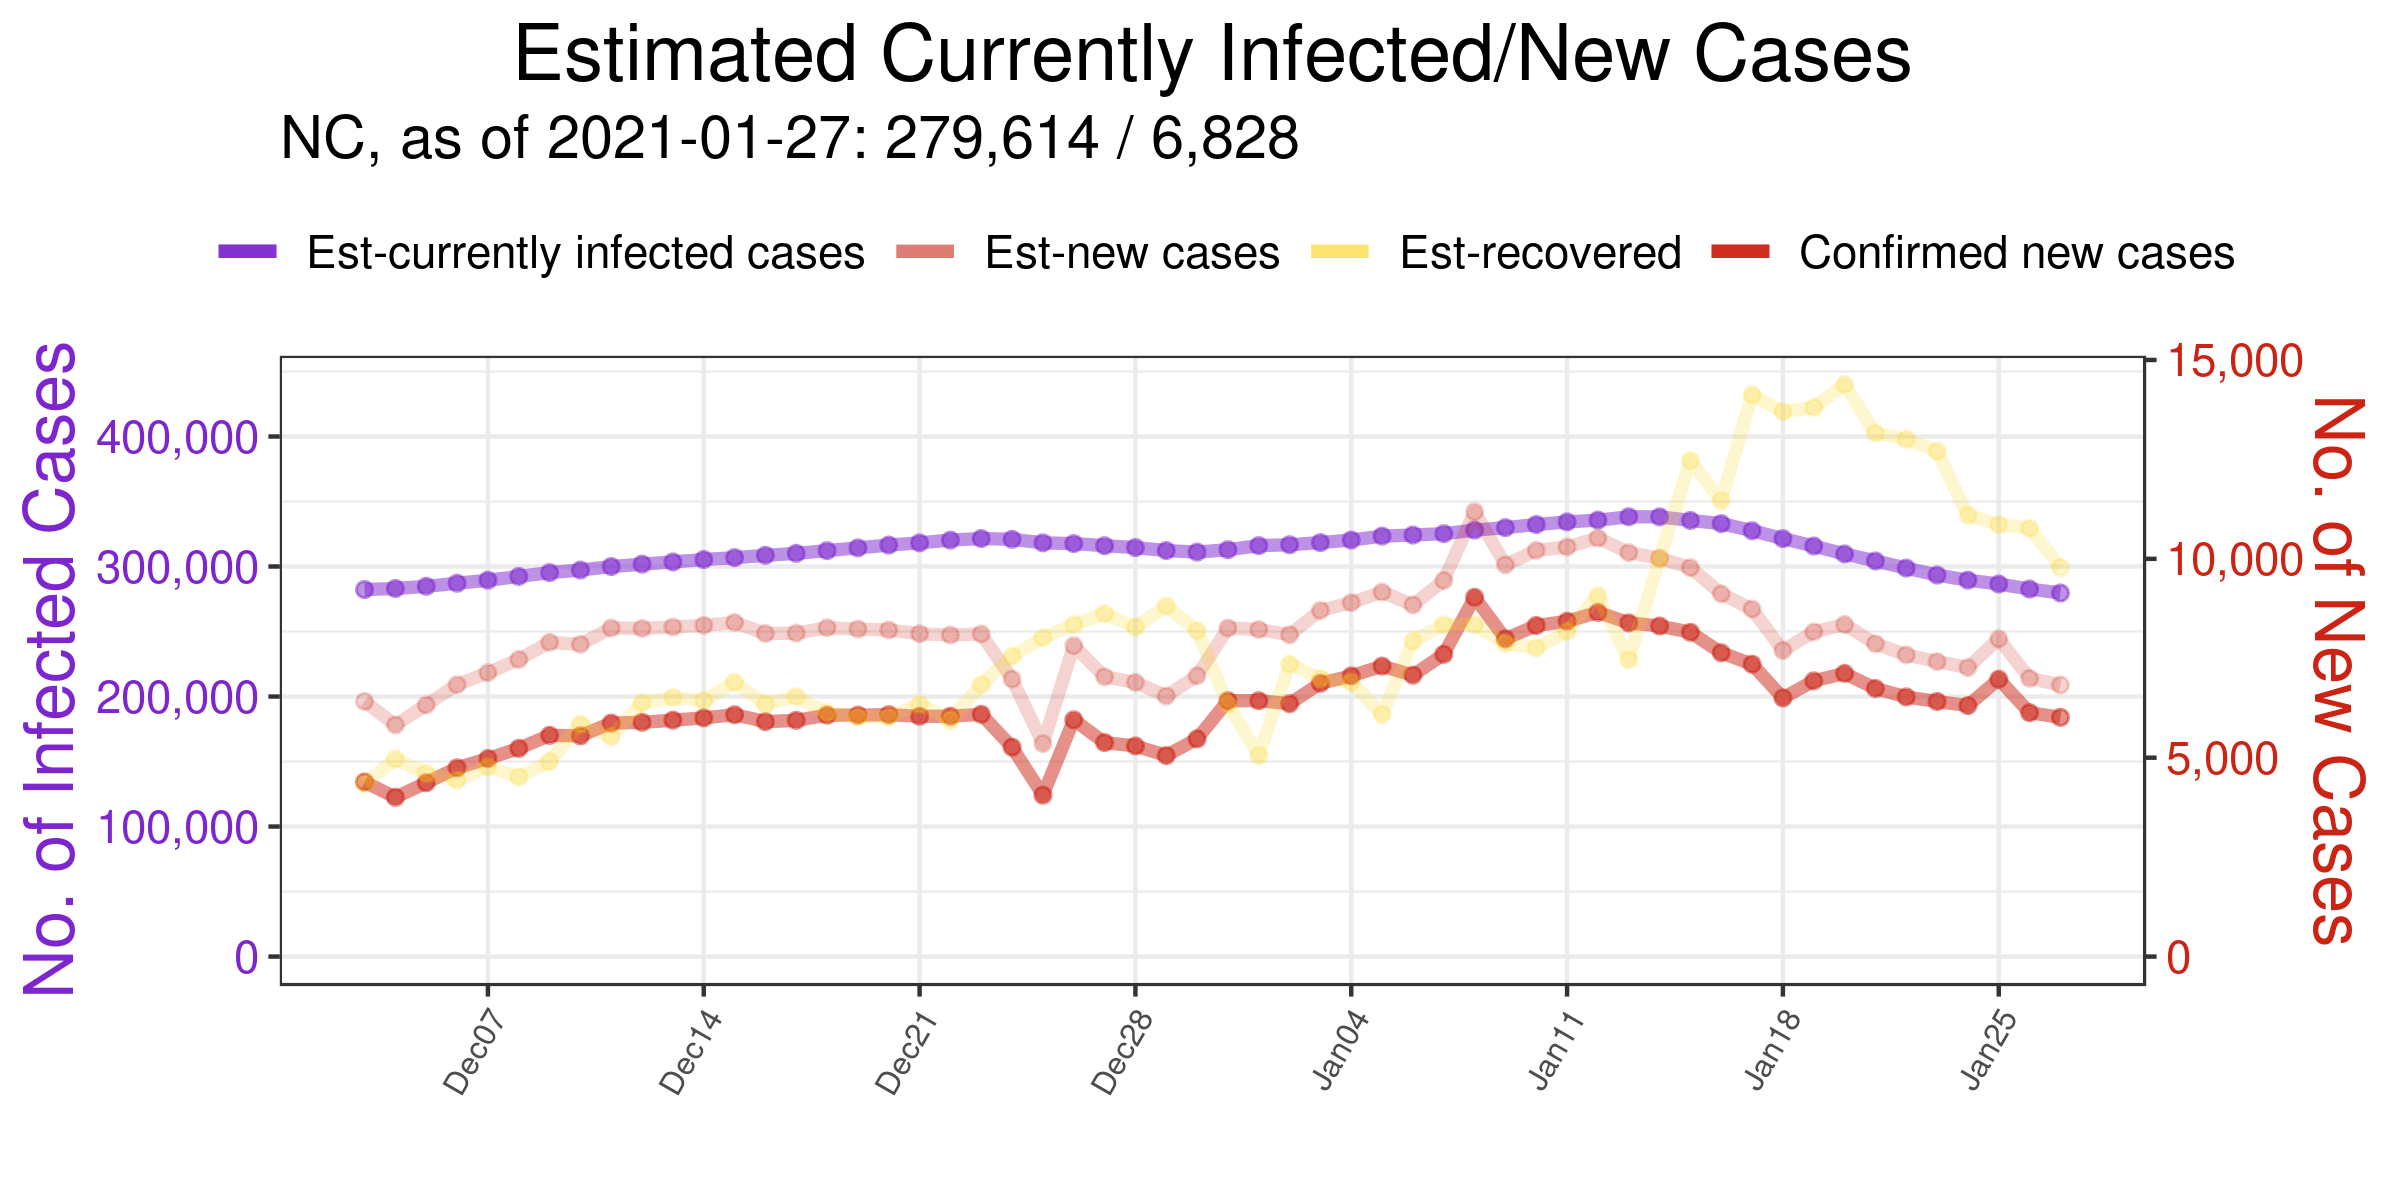 Estimated Currently Infected/New Cases
NC, as of 2021-01-27: 279,614 / 6,828
Est-currently infected cases Est-new cases Est-recovered Confirmed new cases
No. of Infected Cases
400,000
300,000
200,000
100,000
0
15,000
10,000
5,000
0
No. of New Cases
Dec07 Dec14 Dec21 Dec28 Jan04 Jan11 Jan18 Jan25